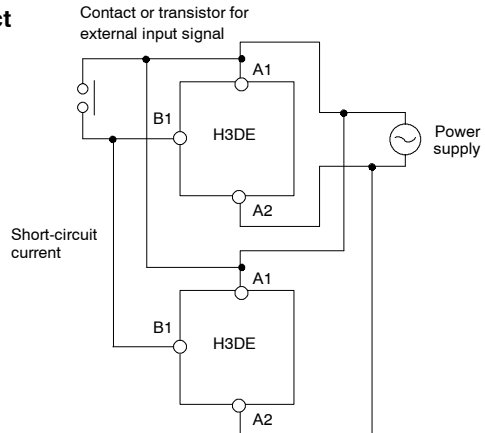 ct
Contact or transistor for
external input signal
A1
B1
H3DE
Power
supply
A2
Short-circuit
current
A1
B1
H3DE
A2